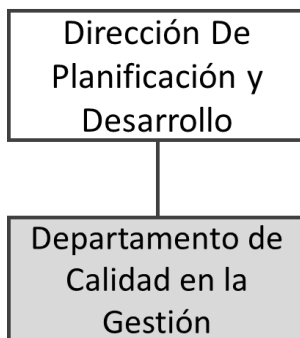 Dirección De
Planificación y
Desarrollo
Departamento de
Calidad en la
Gestión